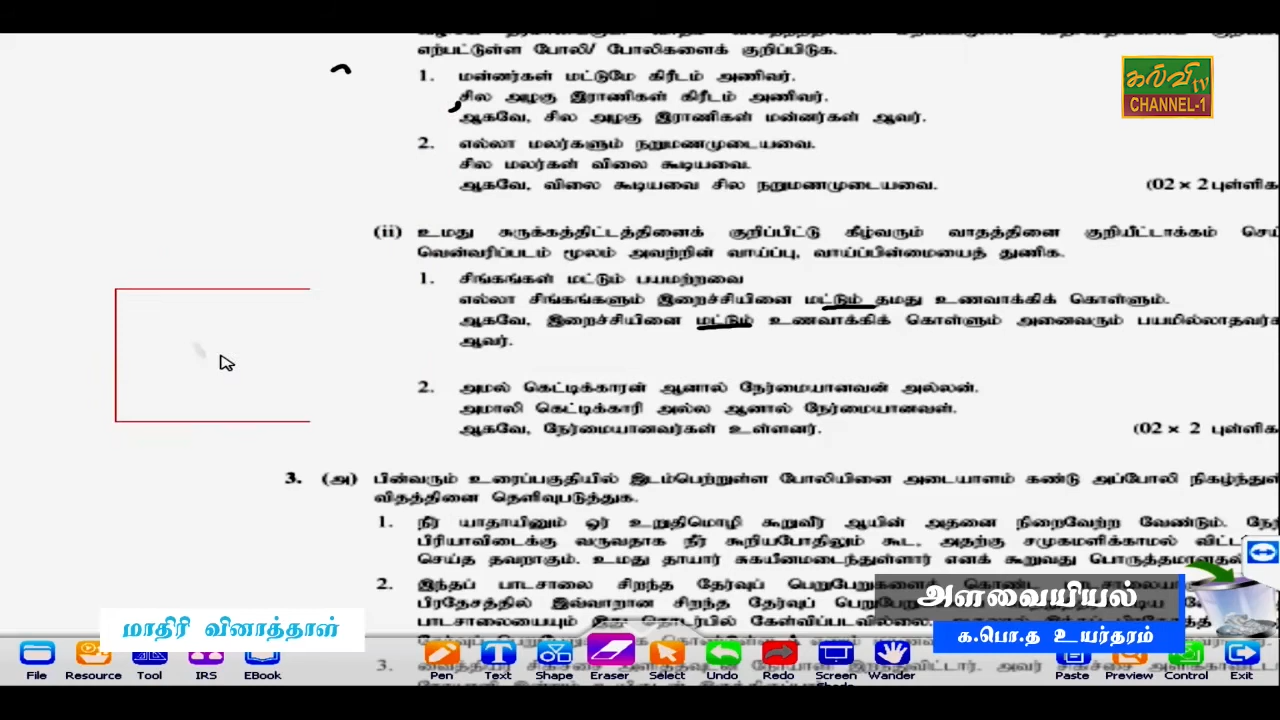 எற்பட்டுள்ள போலி/ போலிகளைக் குறிப்பிடுக.
1. மன்னர்கள் மட்டுமே கிரீடம் அணிவர்.
சில அழகு இராணிகள் கிரீடம் அணிவர்.
ஆகவே, சில அழகு இராணிகள் மன்னர்கள் ஆவர்.
2. எல்லா மலர்களும் நறுமணமுடையவை.
சில மலர்கள் விலை கூடியவை.
ஆகவே, விலை கூடியவை சில நறுமணமுடையவை. (02 × 2 புள்ளிக
(ii) உமது சுருக்கத்திட்டத்தினைக் குறிப்பிட்டு கீழ்வரும் வாதத்தினை குறியீட்டாக்கம் செய்
வென்வரிப்படம் மூலம் அவற்றின் வாய்ப்பு, வாய்ப்பின்மையைத் துணிக.
1. சிங்கங்கள் மட்டும் பயமற்றவை
எல்லா சிங்கங்களும் இறைச்சியினை மட்டும் தமது உணவாக்கிக் கொள்ளும்.
ஆகவே, இறைச்சியினை மட்டும் உணவாக்கிக் கொள்ளும் அனைவரும் பயமில்லாதவர்க
ஆவர்.
2. அமல் கெட்டிக்காரன் ஆனால் நேர்மையானவன் அல்லன்.
அமாலி கெட்டிக்காரி அல்ல ஆனால் நேர்மையானவள்.
ஆகவே, நேர்மையானவர்கள் உள்ளனர். (02 × 2 புள்ளிக
3. (அ) பின்வரும் உரைப்பகுதியில் இடம்பெற்றுள்ள போலியினை அடையாளம் கண்டு அப்போலி நிகழ்ந்துள்
விதத்தினை தெளிவுபடுத்துக.
1. நீர் யாதாயினும் ஓர் உறுதிமொழி கூறுவீர் ஆயின் அதனை நிறைவேற்ற வேண்டும். நேற்
பிரியாவிடைக்கு வருவதாக நீர் கூறியபோதிலும் கூட, அதற்கு சமுகமளிக்காமல் விட்ட
செய்த தவறாகும். உமது தாயார் சுகயீனமடைந்துள்ளார் எனக் கூறுவது பொருத்தமானதல்
2. இந்தப் பாடசாலை சிறந்த தேர்வுப் பெறுபேறுகளைக் கொண்ட
பிரதேசத்தில் இவ்வாறான சிறந்த தேர்வுப்
பாடசாலையையும் இது தொடர்பில் கேள்விப்படவில்லை.
3.
கல்வி tv
CHANNEL-1
அளவையியல்
க.பொ.த உயர்தரம்
மாதிரி வினாத்தாள்
File Resource Tool IRS EBook Pen Text Shape Eraser Select Undo Redo Screen Wander Paste Preview Control Exit